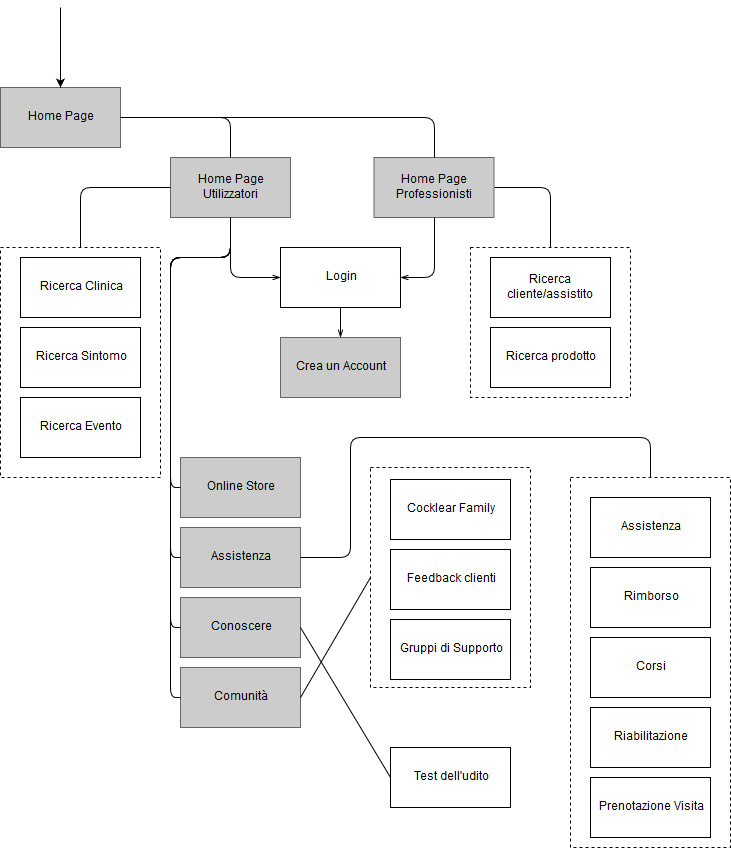 Home Page
Home Page
Utilizzatori
Home Page
Professionisti
Ricerca Clinica
Ricerca Sintomo
Ricerca Evento
Login
Crea un Account
Ricerca
cliente/assistito
Ricerca prodotto
Online Store
Assistenza
Conoscere
Comunità
Cocklear Family
Feedback clienti
Gruppi di Supporto
Test dell'udito
Assistenza
Rimborso
Corsi
Riabilitazione
Prenotazione Visita